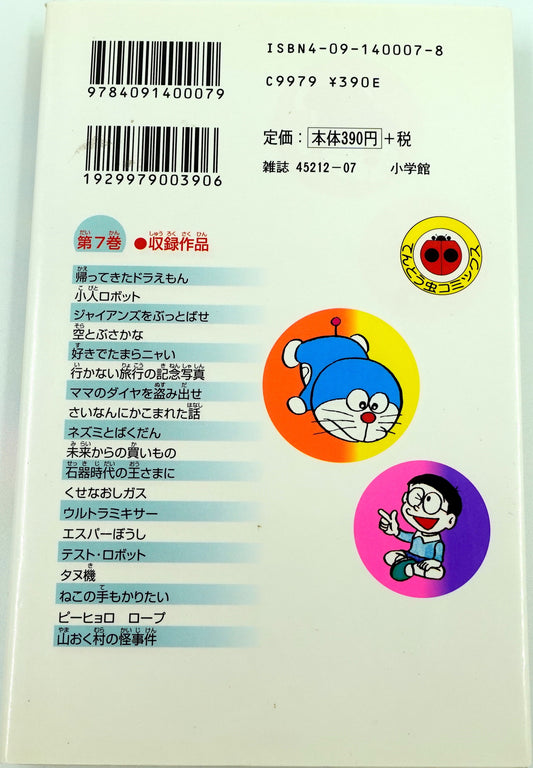 9784091400079
1929979003906
ISBN4-09-140007-8
C9979 ¥390E
定価：本体390円+税
雑誌 45212-07 小学館
てんとう虫コミックス
第7巻 ●収録作品
帰ってきたドラえもん
小人ロボット
ジャイアンズをぶっとばせ
空とぶさかな
好きでたまらニャい
行かない旅行の記念写真
ママのダイヤを盗み出せ
さいなんにかこまれた話
ネズミとばくだん
未来からの買いもの
石器時代の王さまに
くせなおしガス
ウルトラミキサー
エスパーぼうし
テスト・ロボット
タヌ機
ねこの手もかりたい
ピーヒョロ ロープ
山おく村の怪事件